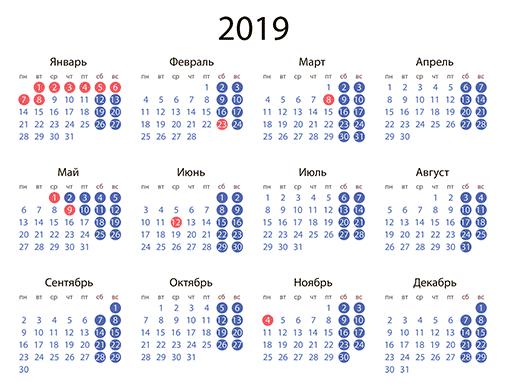 2019
Январь
пн вт ср чт пт сб вс
1 2 3 4 5 6
7 8 9 10 11 12 13
14 15 16 17 18 19 20
21 22 23 24 25 26 27
28 29 30 31
Февраль
пн вт ср чт пт сб вс
1 2 3
4 5 6 7 8 9 10
11 12 13 14 15 16 17
18 19 20 21 22 23 24
25 26 27 28
Март
пн вт ср чт пт сб вс
1 2 3
4 5 6 7 8 9 10
11 12 13 14 15 16 17
18 19 20 21 22 23 24
25 26 27 28 29 30 31
Апрель
пн вт ср чт пт сб вс
1 2 3 4 5 6 7
8 9 10 11 12 13 14
15 16 17 18 19 20 21
22 23 24 25 26 27 28
29 30
Май
пн вт ср чт пт сб вс
1 2 3 4 5
6 7 8 9 10 11 12
13 14 15 16 17 18 19
20 21 22 23 24 25 26
27 28 29 30 31
Июнь
пн вт ср чт пт сб вс
1 2
3 4 5 6 7 8 9
10 11 12 13 14 15 16
17 18 19 20 21 22 23
24 25 26 27 28 29 30
Июль
пн вт ср чт пт сб вс
1 2 3 4 5 6 7
8 9 10 11 12 13 14
15 16 17 18 19 20 21
22 23 24 25 26 27 28
29 30 31
Август
пн вт ср чт пт сб вс
1 2 3 4
5 6 7 8 9 10 11
12 13 14 15 16 17 18
19 20 21 22 23 24 25
26 27 28 29 30 31
Сентябрь
пн вт ср чт пт сб вс
1
2 3 4 5 6 7 8
9 10 11 12 13 14 15
16 17 18 19 20 21 22
23 24 25 26 27 28 29
30
Октябрь
пн вт ср чт пт сб вс
1 2 3 4 5 6
7 8 9 10 11 12 13
14 15 16 17 18 19 20
21 22 23 24 25 26 27
28 29 30 31
Ноябрь
пн вт ср чт пт сб вс
1 2 3
4 5 6 7 8 9 10
11 12 13 14 15 16 17
18 19 20 21 22 23 24
25 26 27 28 29 30
Декабрь
пн вт ср чт пт сб вс
1
2 3 4 5 6 7 8
9 10 11 12 13 14 15
16 17 18 19 20 21 22
23 24 25 26 27 28 29
30 31